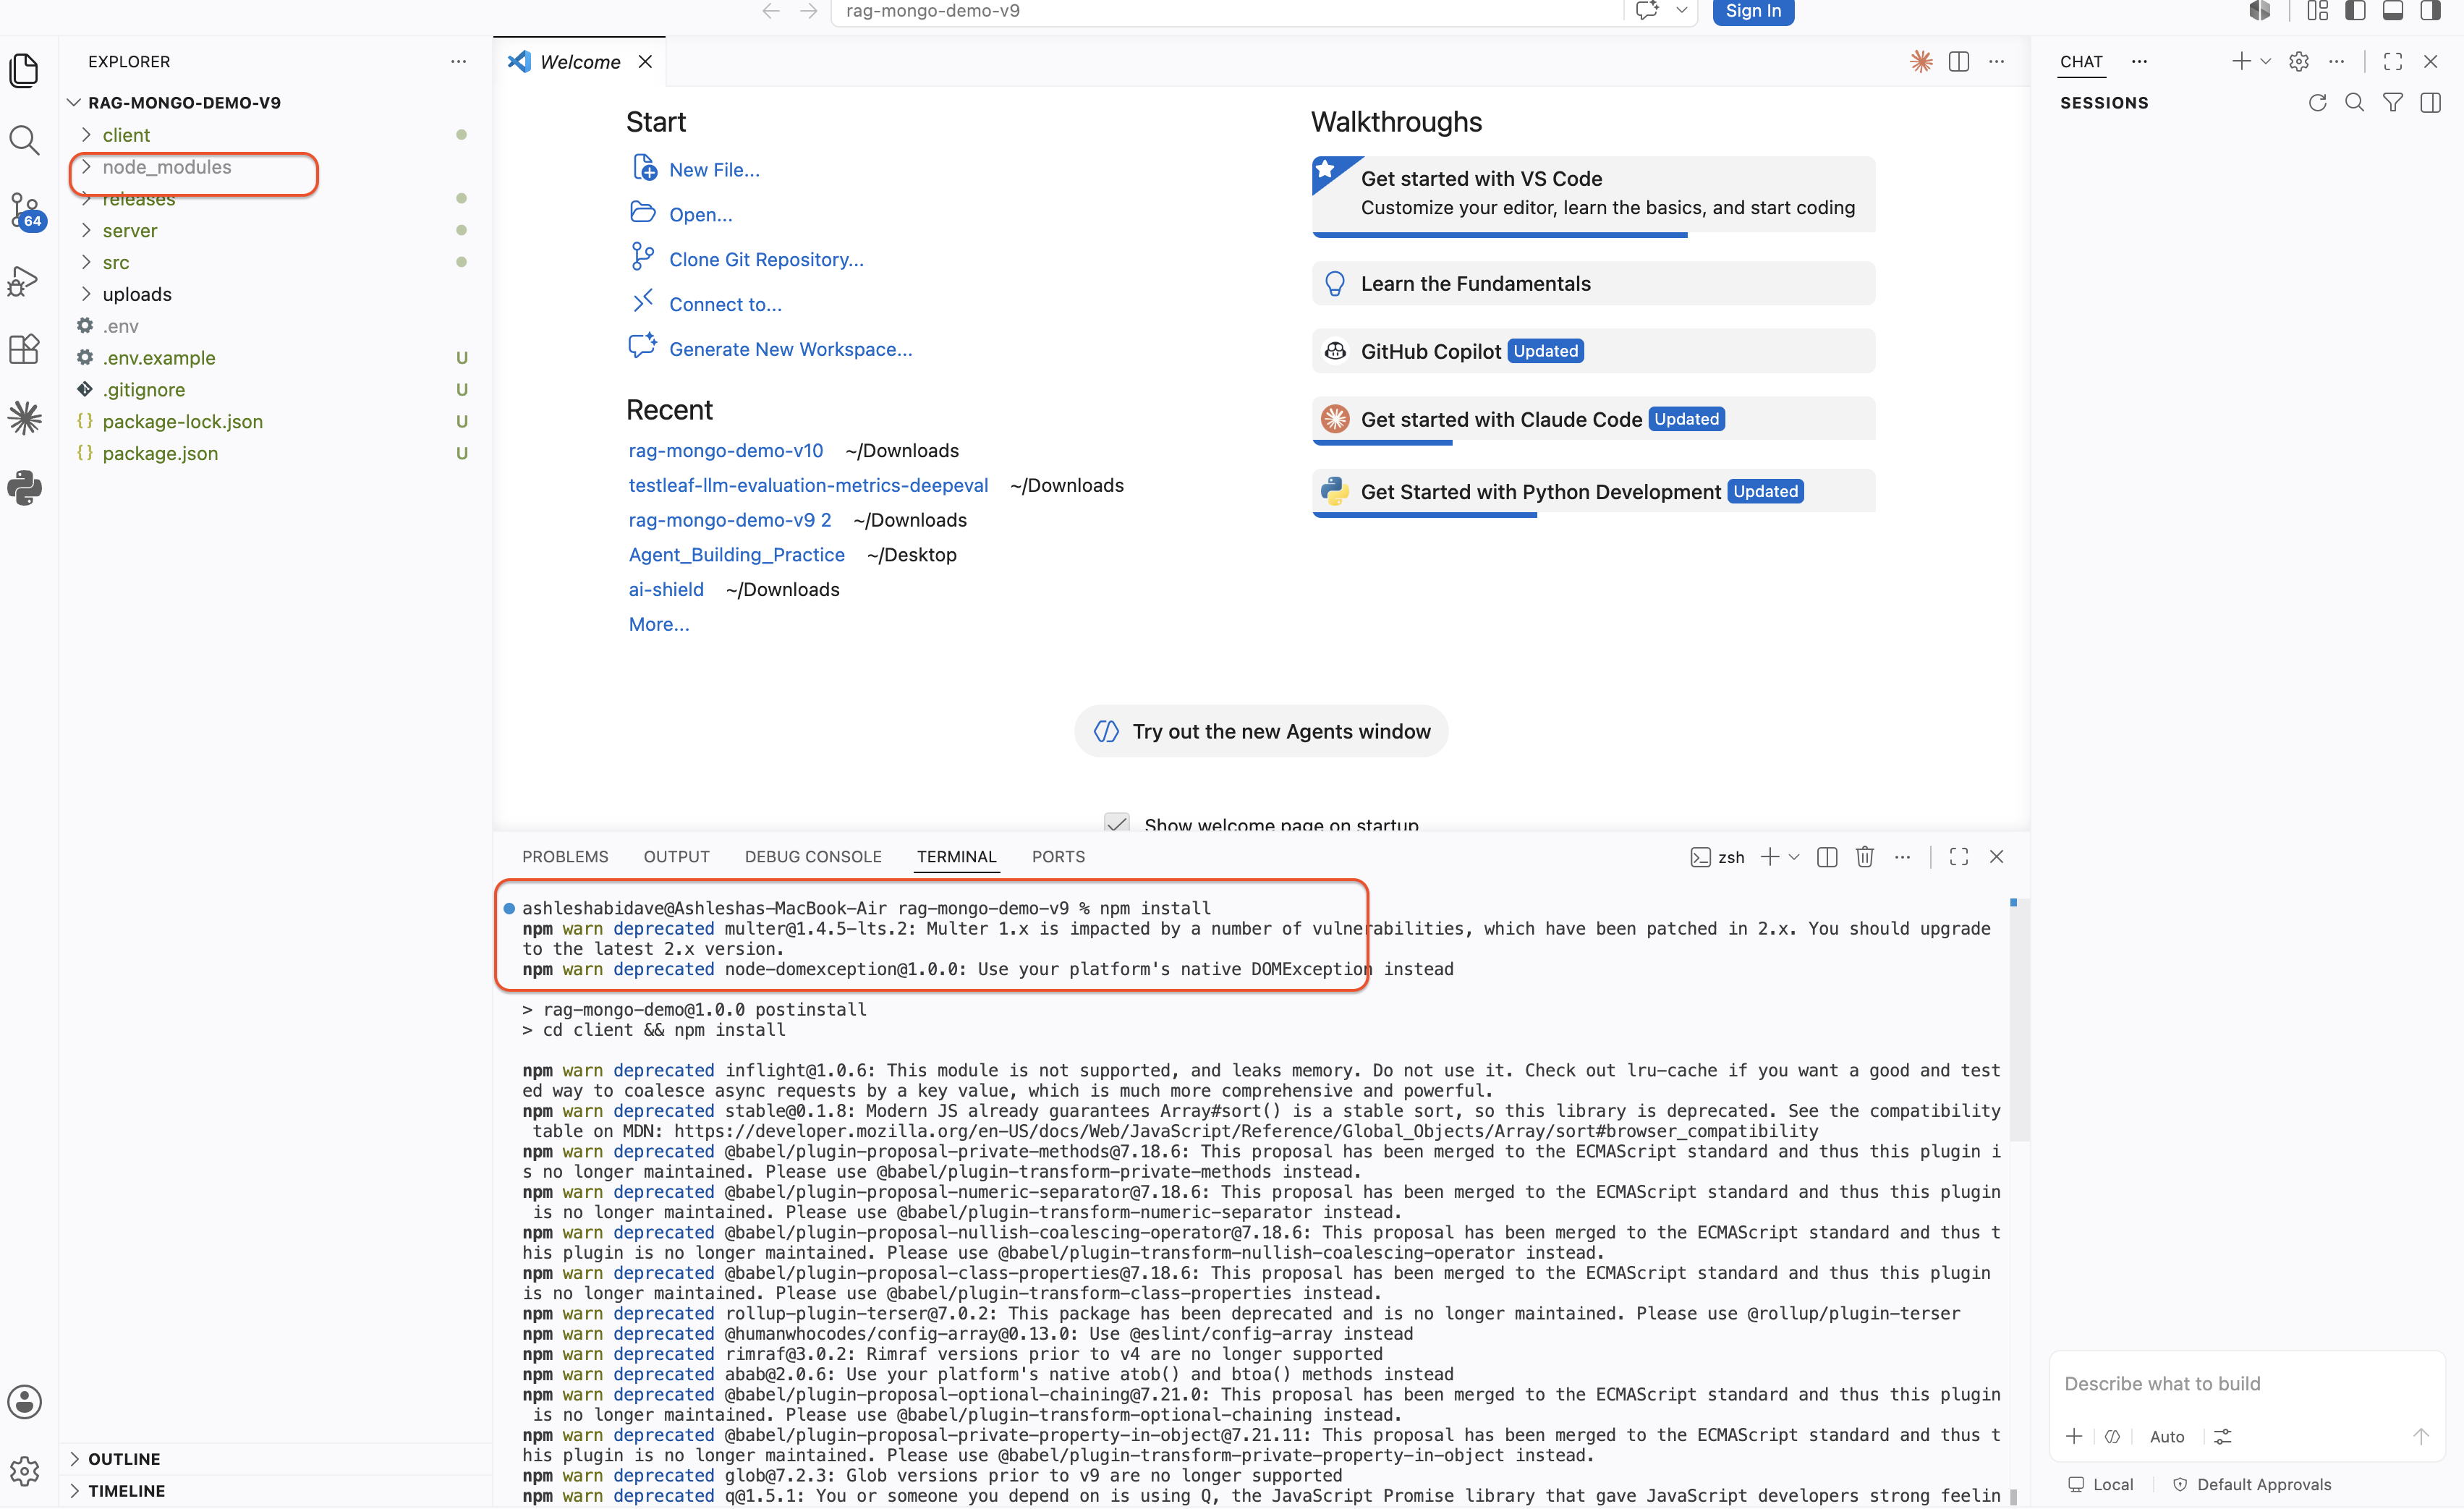 rag-mongo-demo-v9
Sign In
EXPLORER
RAG-MONGO-DEMO-V9
client
node_modules
releases
server
src
uploads
.env
.env.example U
.gitignore U
package-lock.json U
package.json U
64
OUTLINE
TIMELINE
Welcome
Start
New File...
Open...
Clone Git Repository...
Connect to...
Generate New Workspace...
Recent
rag-mongo-demo-v10 ~/Downloads
testleaf-llm-evaluation-metrics-deepeval ~/Downloads
rag-mongo-demo-v9 2 ~/Downloads
Agent_Building_Practice ~/Desktop
ai-shield ~/Downloads
More...
Walkthroughs
Get started with VS Code
Customize your editor, learn the basics, and start coding
Learn the Fundamentals
GitHub Copilot Updated
Get started with Claude Code Updated
Get Started with Python Development Updated
Try out the new Agents window
Show welcome page on startup
PROBLEMS OUTPUT DEBUG CONSOLE TERMINAL PORTS
zsh
ashleshabidave@Ashleshas-MacBook-Air rag-mongo-demo-v9 % npm install
npm warn deprecated multer@1.4.5-lts.2: Multer 1.x is impacted by a number of vulnerabilities, which have been patched in 2.x. You should upgrade
to the latest 2.x version.
npm warn deprecated node-domexception@1.0.0: Use your platform's native DOMException instead
> rag-mongo-demo@1.0.0 postinstall
> cd client && npm install
npm warn deprecated inflight@1.0.6: This module is not supported, and leaks memory. Do not use it. Check out lru-cache if you want a good and test
ed way to coalesce async requests by a key value, which is much more comprehensive and powerful.
npm warn deprecated stable@0.1.8: Modern JS already guarantees Array#sort() is a stable sort, so this library is deprecated. See the compatibility
table on MDN: https://developer.mozilla.org/en-US/docs/Web/JavaScript/Reference/Global_Objects/Array/sort#browser_compatibility
npm warn deprecated @babel/plugin-proposal-private-methods@7.18.6: This proposal has been merged to the ECMAScript standard and thus this plugin i
s no longer maintained. Please use @babel/plugin-transform-private-methods instead.
npm warn deprecated @babel/plugin-proposal-numeric-separator@7.18.6: This proposal has been merged to the ECMAScript standard and thus this plugin
is no longer maintained. Please use @babel/plugin-transform-numeric-separator instead.
npm warn deprecated @babel/plugin-proposal-nullish-coalescing-operator@7.18.6: This proposal has been merged to the ECMAScript standard and thus t
his plugin is no longer maintained. Please use @babel/plugin-transform-nullish-coalescing-operator instead.
npm warn deprecated @babel/plugin-proposal-class-properties@7.18.6: This proposal has been merged to the ECMAScript standard and thus this plugin
is no longer maintained. Please use @babel/plugin-transform-class-properties instead.
npm warn deprecated rollup-plugin-terser@7.0.2: This package has been deprecated and is no longer maintained. Please use @rollup/plugin-terser
npm warn deprecated @humanwhocodes/config-array@0.13.0: Use @eslint/config-array instead
npm warn deprecated rimraf@3.0.2: Rimraf versions prior to v4 are no longer supported
npm warn deprecated abab@2.0.6: Use your platform's native atob() and btoa() methods instead
npm warn deprecated @babel/plugin-proposal-optional-chaining@7.21.0: This proposal has been merged to the ECMAScript standard and thus this plugin
is no longer maintained. Please use @babel/plugin-transform-optional-chaining instead.
npm warn deprecated @babel/plugin-proposal-private-property-in-object@7.21.11: This proposal has been merged to the ECMAScript standard and thus t
his plugin is no longer maintained. Please use @babel/plugin-transform-private-property-in-object instead.
npm warn deprecated glob@7.2.3: Glob versions prior to v9 are no longer supported
npm warn deprecated q@1.5.1: You or someone you depend on is using Q, the JavaScript Promise library that gave JavaScript developers strong feelin
CHAT
SESSIONS
Describe what to build
Auto
Local
Default Approvals